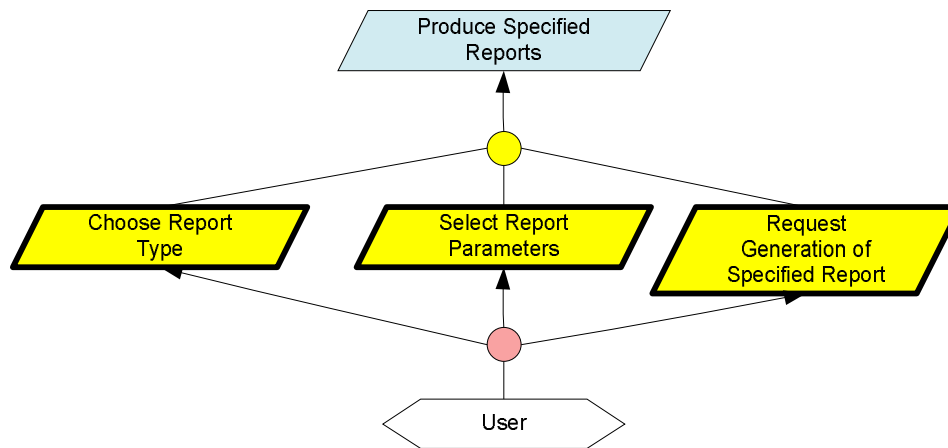 Produce Specified
Reports
Choose Report
Type
Select Report
Parameters
Request
Generation of
Specified Report
User